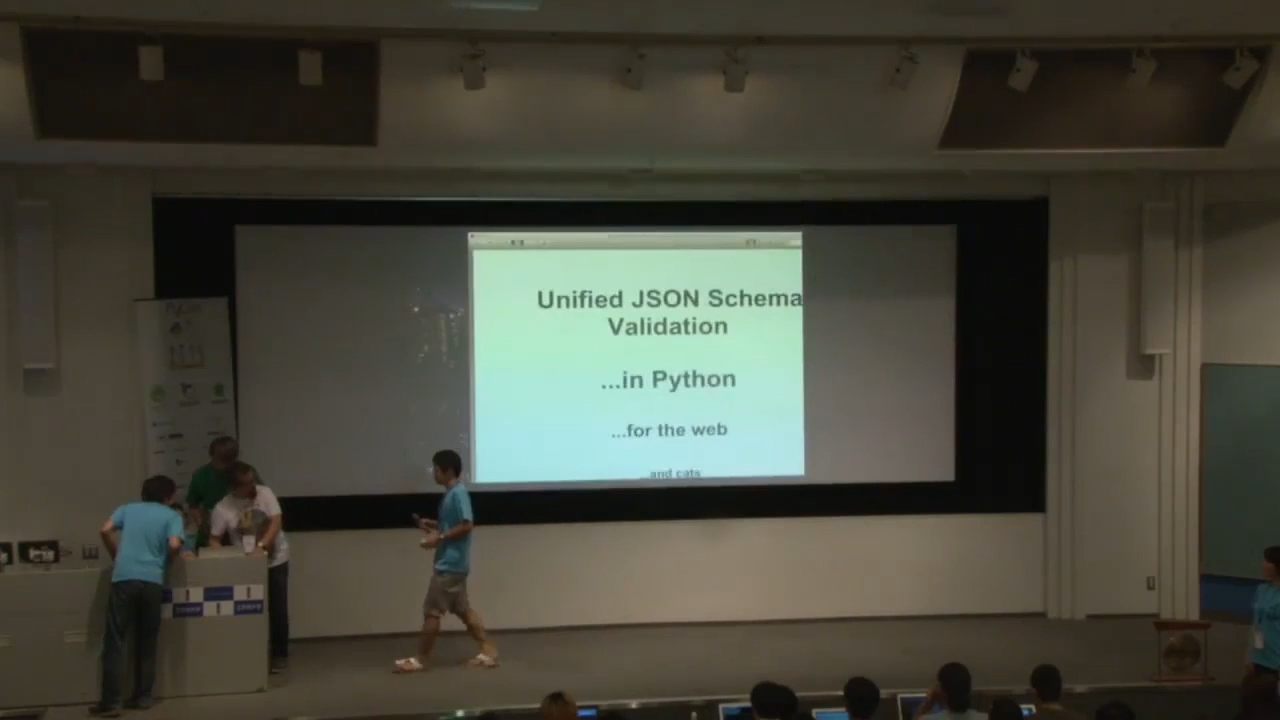 Unified JSON Schema
Validation
...in Python
...for the web
...and cats